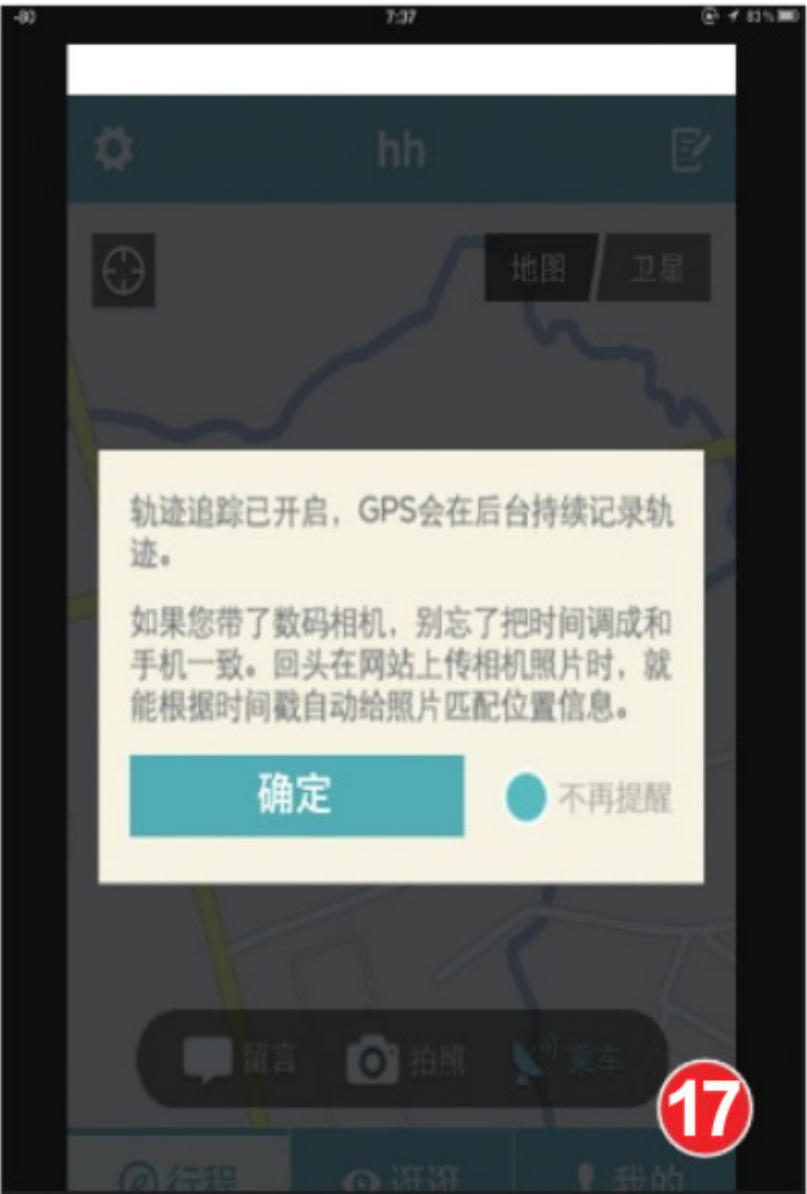 -80 7:37 83%
hh
地图 卫星
轨迹追踪已开启，GPS会在后台持续记录轨
迹。
如果您带了数码相机，别忘了把时间调成和
手机一致。回头在网站上传相机照片时，就
能根据时间戳自动给照片匹配位置信息。
确定 不再提醒
留言 拍照 乘车
17
行程 逛逛 我的